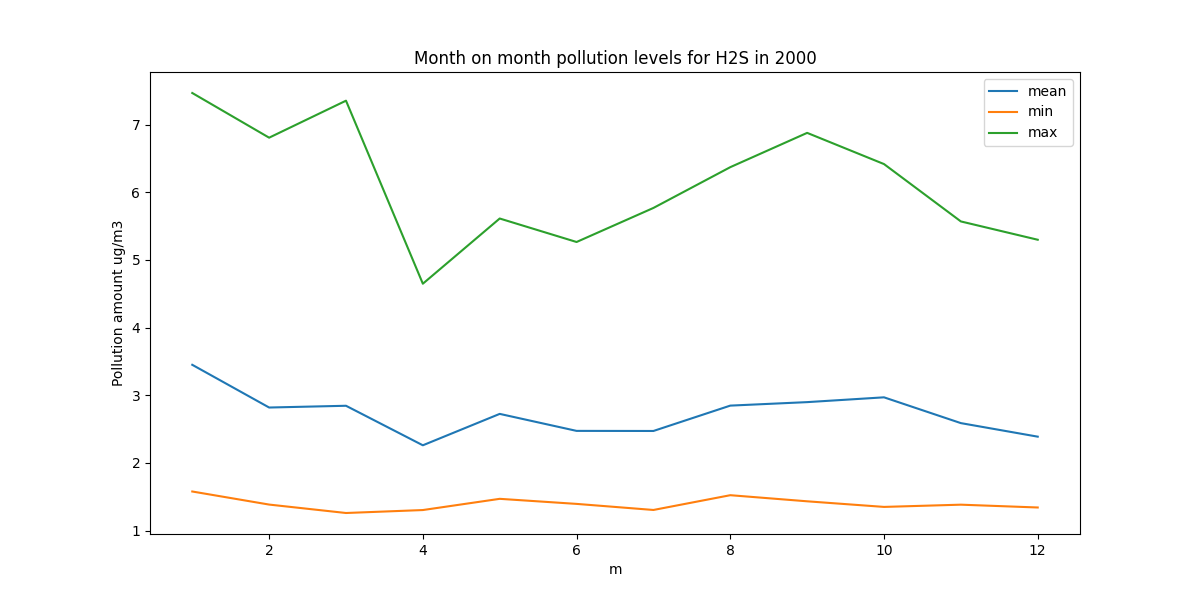 Month on month pollution levels for H2S in 2000
mean
min
max
Pollution amount ug/m3
7
6
5
4
3
2
1
2
4
6
8
10
12
m